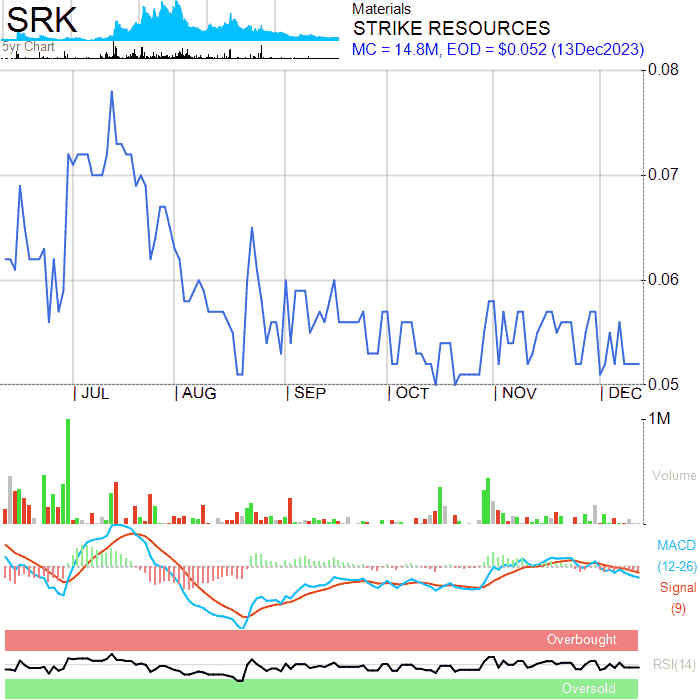 SRK
5yr Chart
Materials
STRIKE RESOURCES
MC = 14.8M, EOD = $0.052 (13Dec2023)
0.08
0.07
0.06
0.05
JUL AUG SEP OCT NOV DEC
1M
Volume
MACD
(12-26)
Signal
(9)
Overbought
RSI(14)
Oversold